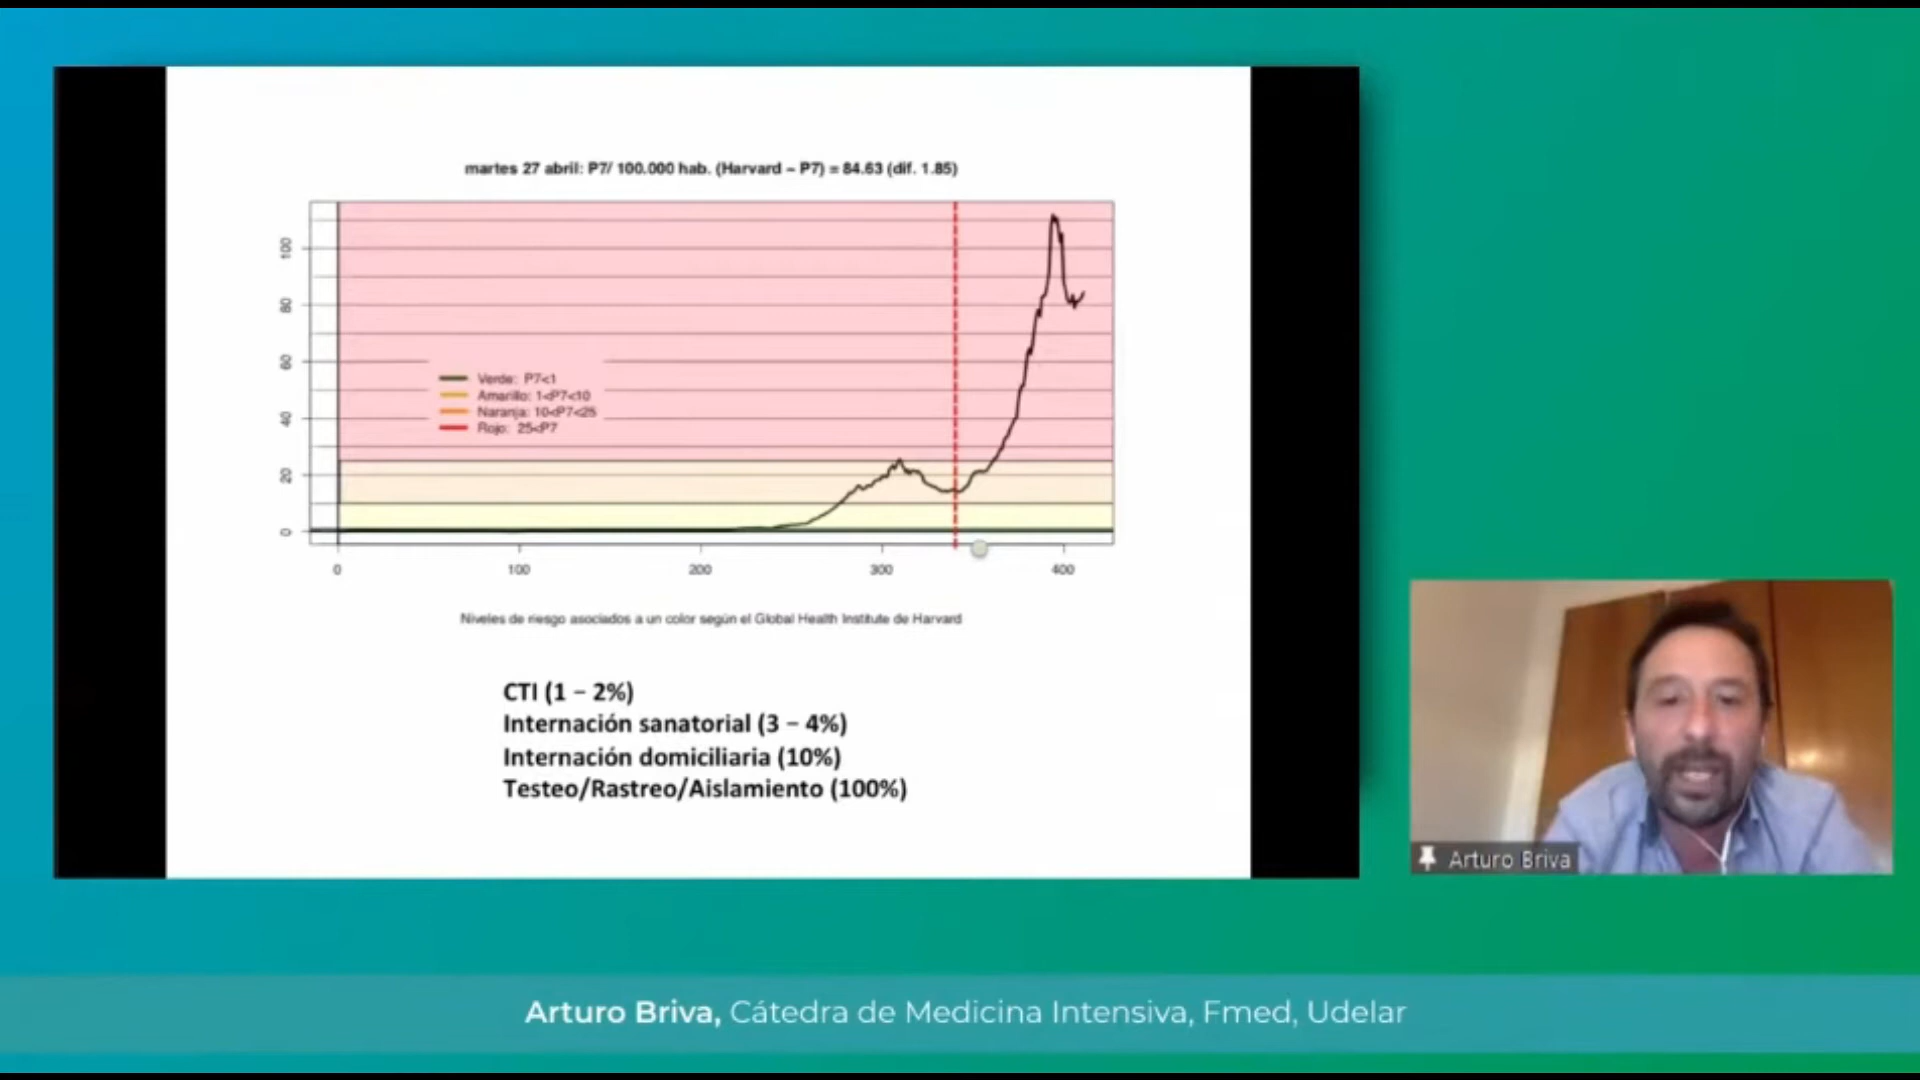 martes 27 abril: P7/ 100.000 hab. (Harvard – P7) = 84.63 (dif. 1.85)
100
80
60
40
20
0
Verde: P7<1
Amarillo: 1<P7<10
Naranja: 10<P7<25
Rojo: 25<P7
0 100 200 300 400
Niveles de riesgo asociados a un color según el Global Health Institute de Harvard
CTI (1 – 2%)
Internación sanatorial (3 – 4%)
Internación domiciliaria (10%)
Testeo/Rastreo/Aislamiento (100%)
Arturo Briva
Arturo Briva, Cátedra de Medicina Intensiva, Fmed, Udelar